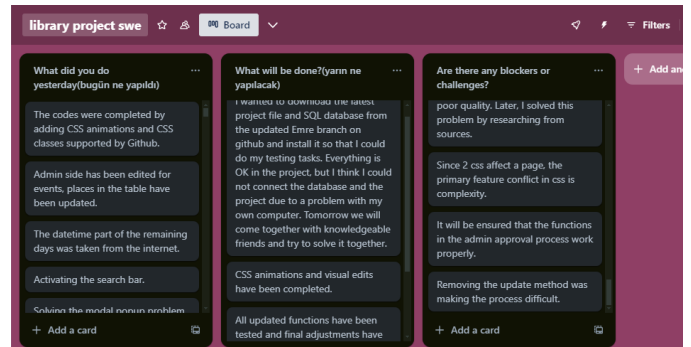 library project swe
Board
Filters
What did you do
yesterday(bugün ne yapıldı)
The codes were completed by
adding CSS animations and CSS
classes supported by Github.
Admin side has been edited for
events, places in the table have
been updated.
The datetime part of the remaining
days was taken from the internet.
Activating the search bar.
Solving the modal popup problem
+ Add a card
What will be done?(yarın ne
yapılacak)
I wanted to download the latest
project file and SQL database from
the updated Emre branch on
github and install it so that I could
do my testing tasks. Everything is
OK in the project, but I think I could
not connect the database and the
project due to a problem with my
own computer. Tomorrow we will
come together with knowledgeable
friends and try to solve it together.
CSS animations and visual edits
have been completed.
All updated functions have been
tested and final adjustments have
Are there any blockers or
challenges?
poor quality. Later, I solved this
problem by researching from
sources.
Since 2 css affect a page, the
primary feature conflict in css is
complexity.
It will be ensured that the functions
in the admin approval process work
properly.
Removing the update method was
making the process difficult.
+ Add a card
+ Add an